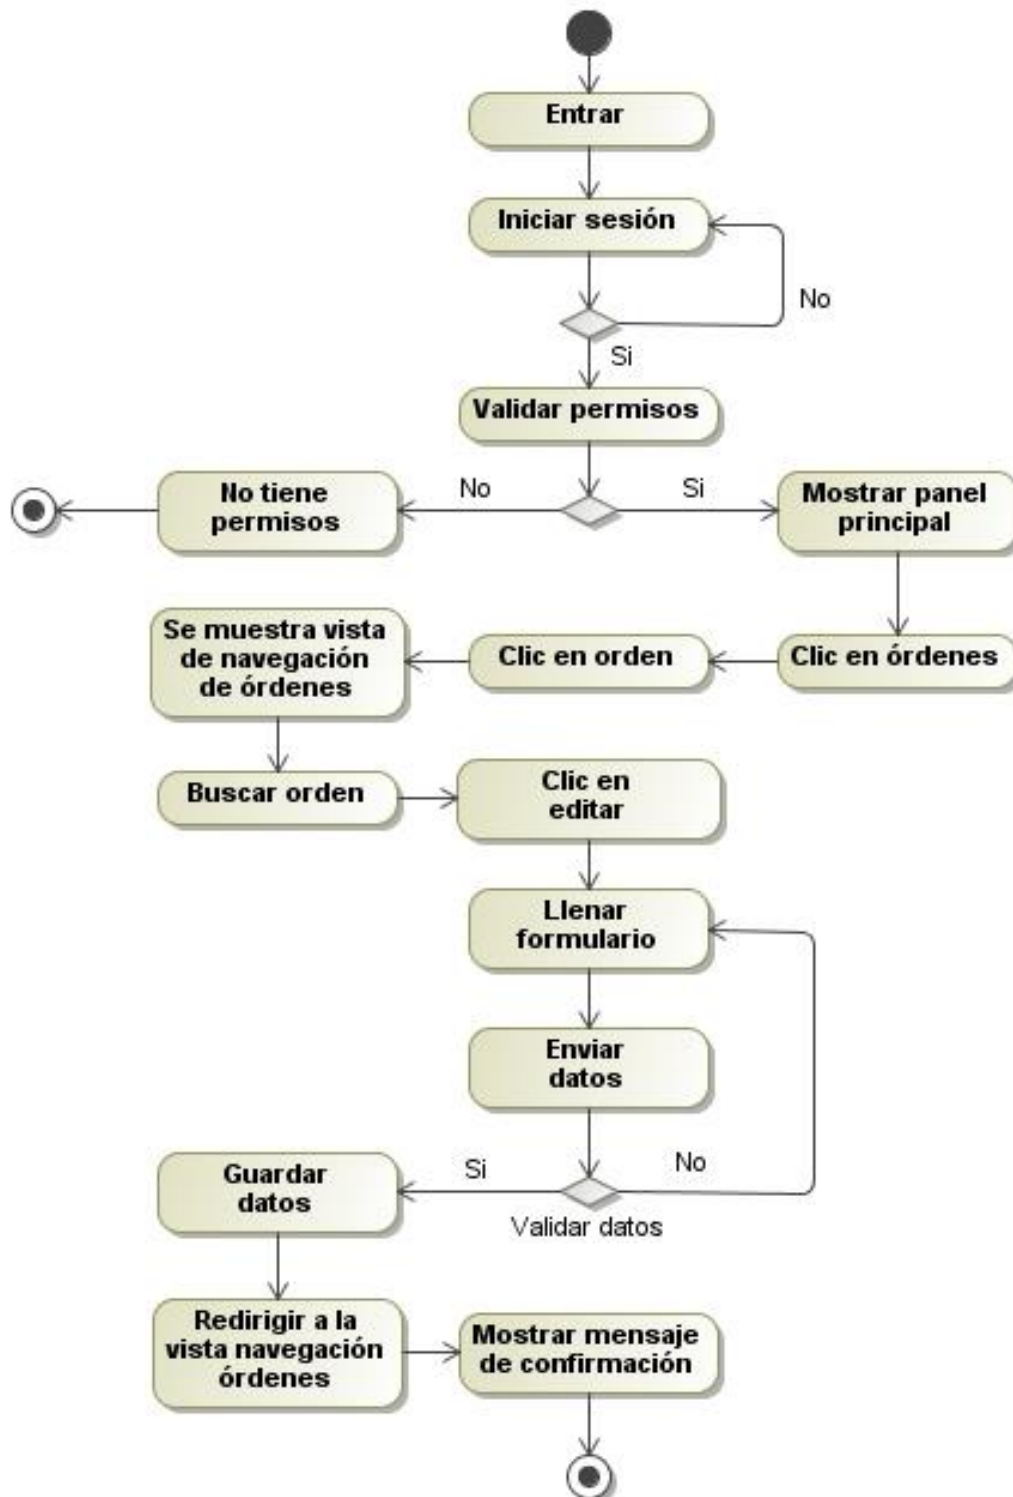 Entrar
Iniciar sesión
No
Si
Validar permisos
No tiene
permisos
No
Si
Mostrar panel
principal
Se muestra vista
de navegación
de órdenes
Clic en orden
Clic en órdenes
Buscar orden
Clic en
editar
Llenar
formulario
Enviar
datos
Guardar
datos
Si
No
Validar datos
Redirigir a la
vista navegación
órdenes
Mostrar mensaje
de confirmación